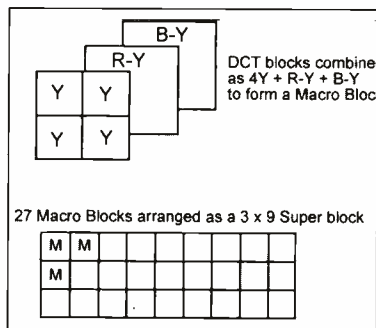 B-Y
R-Y
Y Y
Y Y
DCT blocks combine
as 4Y + R-Y + B-Y
to form a Macro Bloc
27 Macro Blocks arranged as a 3 x 9 Super block
M M
M